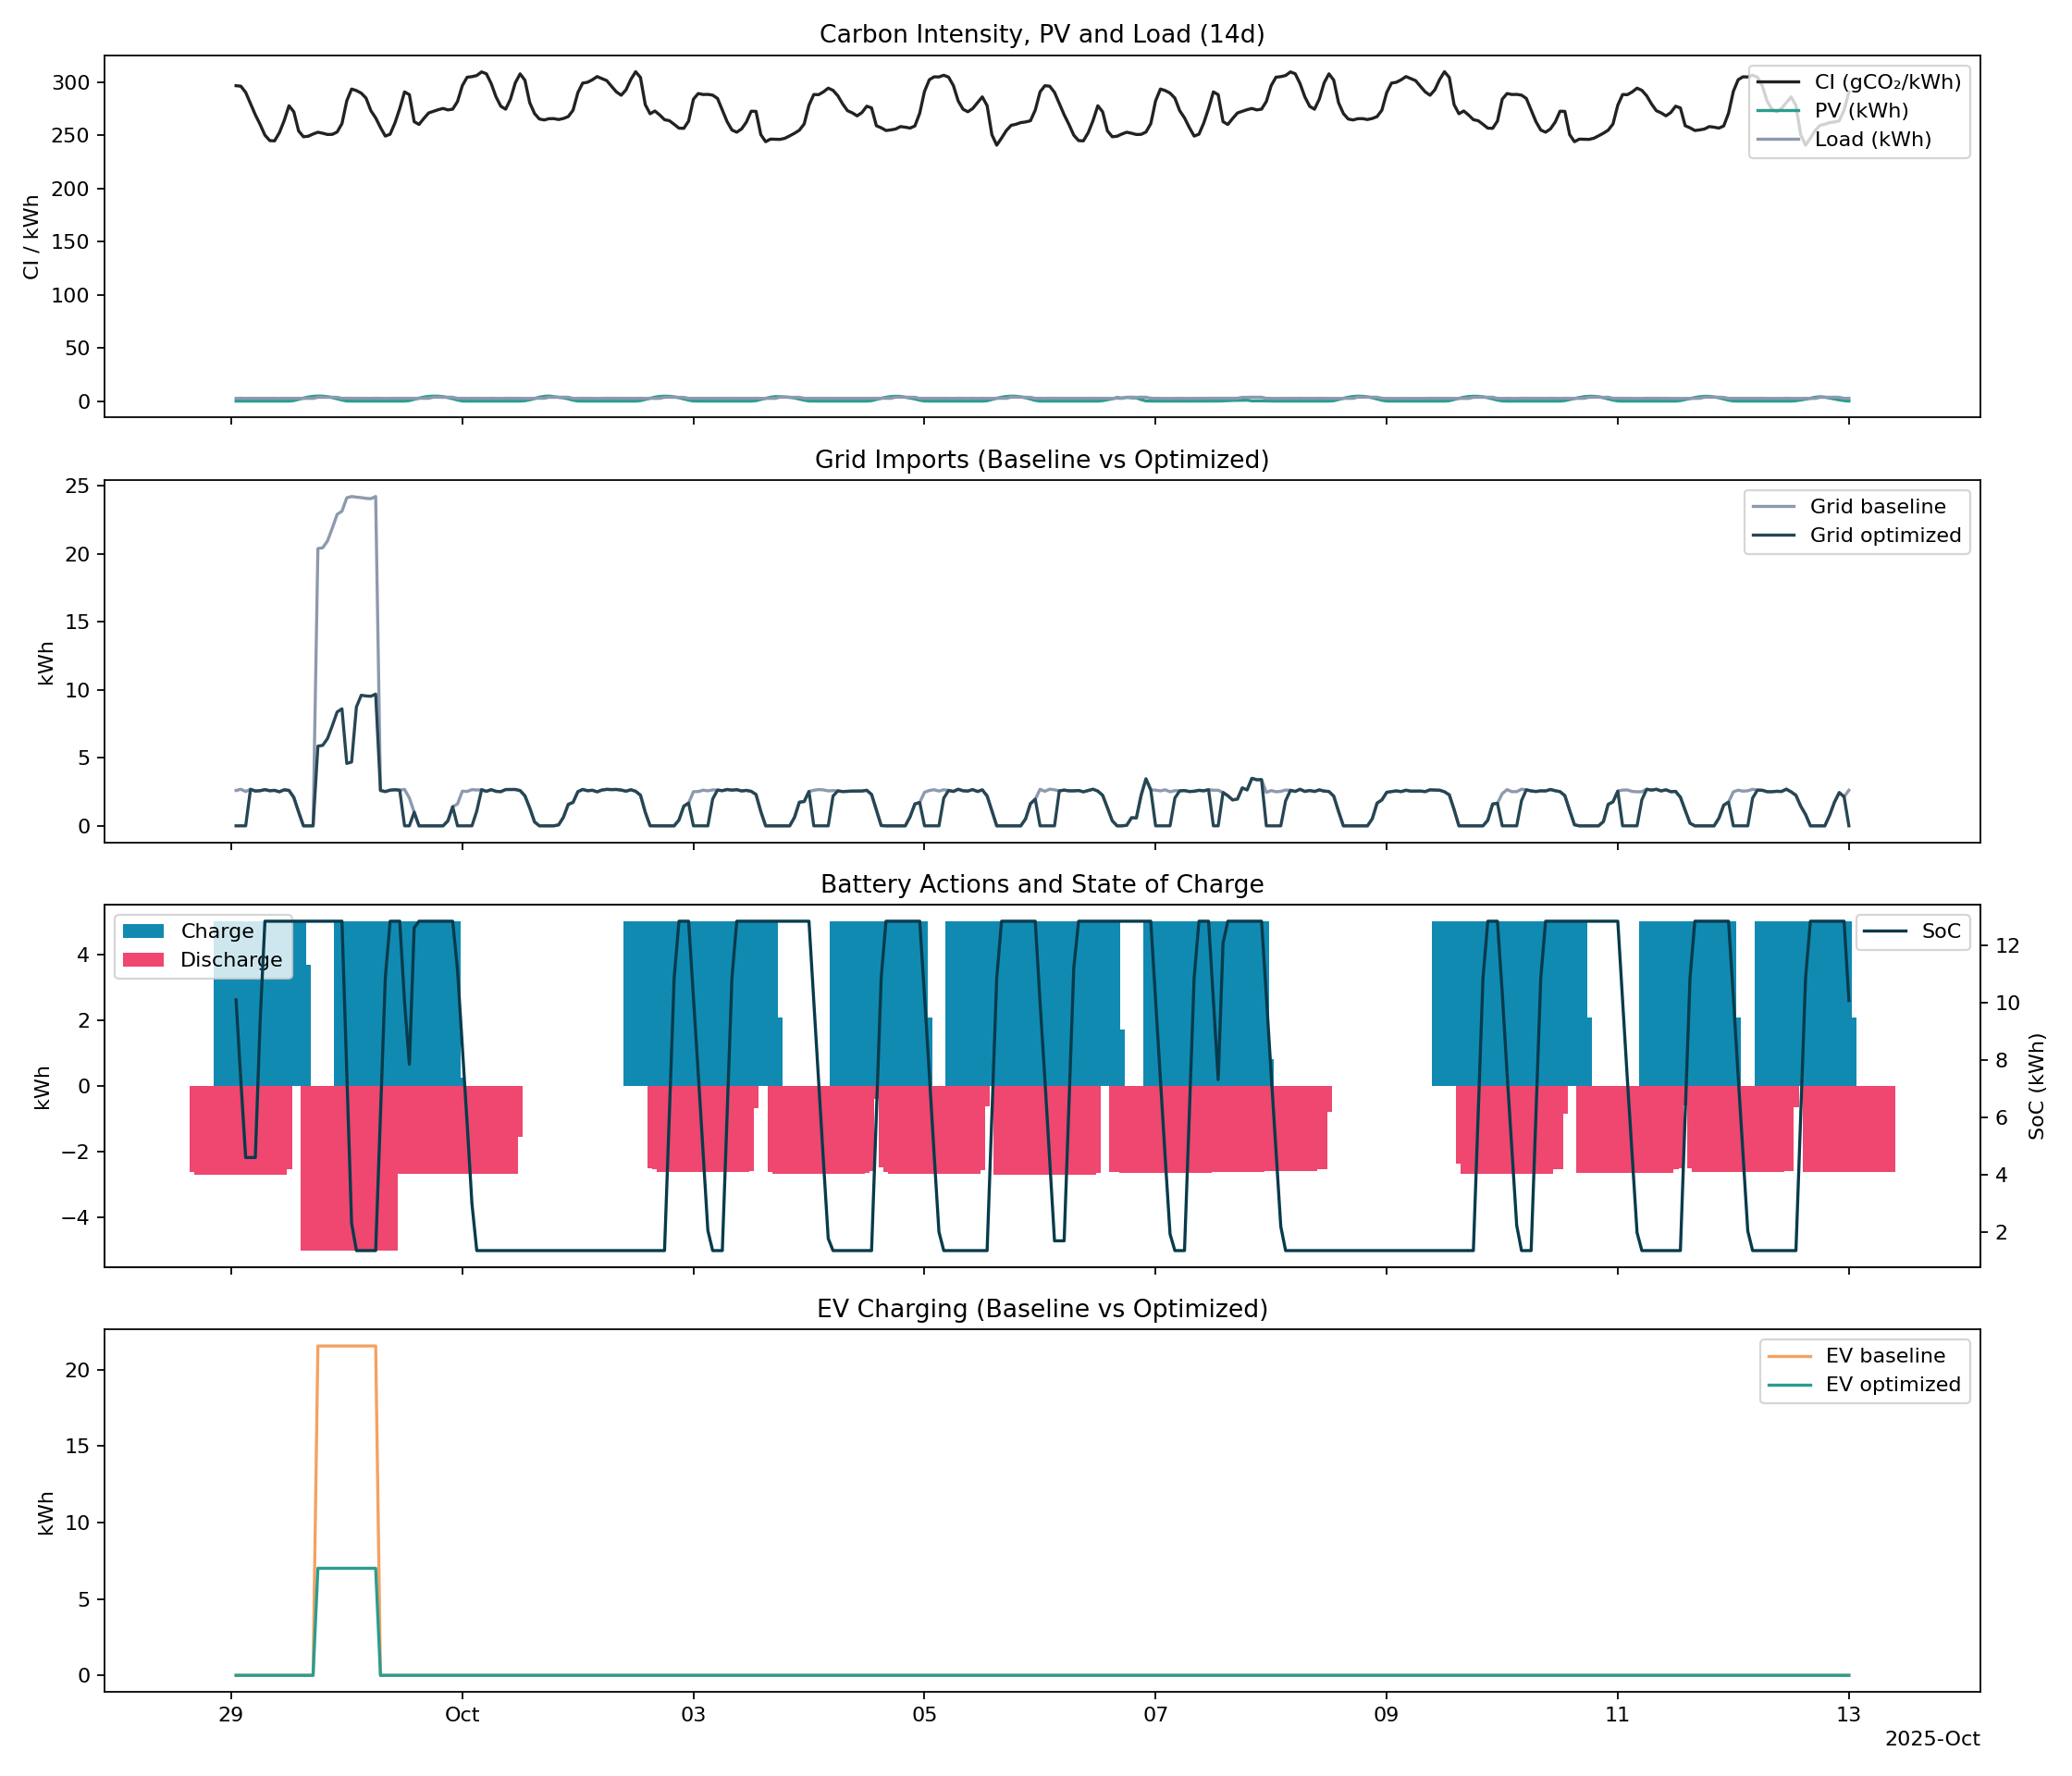 Carbon Intensity, PV and Load (14d)
CI / kWh
300
250
200
150
100
50
0
CI (gCO₂/kWh)
PV (kWh)
Load (kWh)
Grid Imports (Baseline vs Optimized)
kWh
25
20
15
10
5
0
Grid baseline
Grid optimized
Battery Actions and State of Charge
kWh
4
2
0
−2
−4
Charge
Discharge
SoC
12
10
8
6
4
2
SoC (kWh)
EV Charging (Baseline vs Optimized)
kWh
20
15
10
5
0
EV baseline
EV optimized
29
Oct
03
05
07
09
11
13
2025-Oct